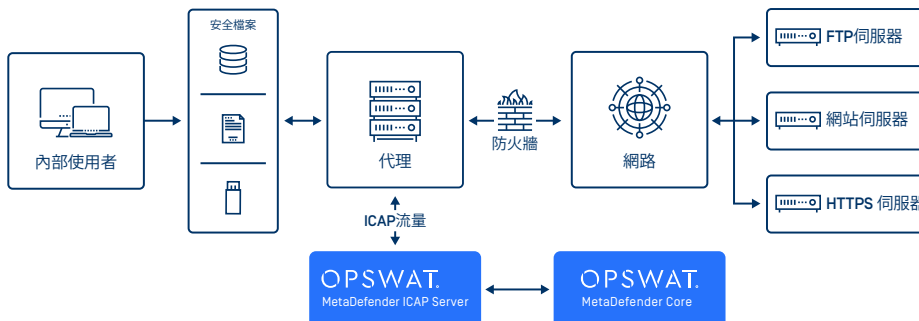 安全檔案
內部使用者
代理
防火牆
網路
FTP伺服器
網站伺服器
HTTPS 伺服器
ICAP流量
OPSWAT.
MetaDefender ICAP Server
OPSWAT.
MetaDefender Core